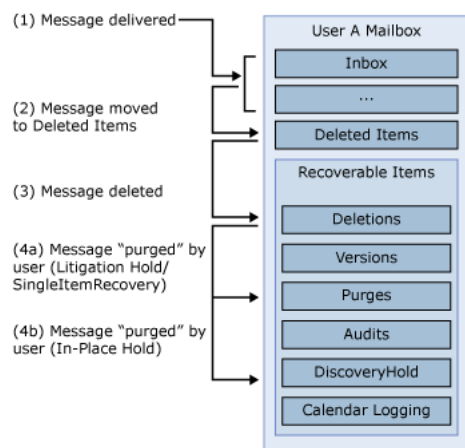 (1) Message delivered
(2) Message moved
to Deleted Items
(3) Message deleted
(4a) Message “purged” by
user (Litigation Hold/
SingleItemRecovery)
(4b) Message “purged” by
user (In-Place Hold)
User A Mailbox
Inbox
...
Deleted Items
Recoverable Items
Deletions
Versions
Purges
Audits
DiscoveryHold
Calendar Logging